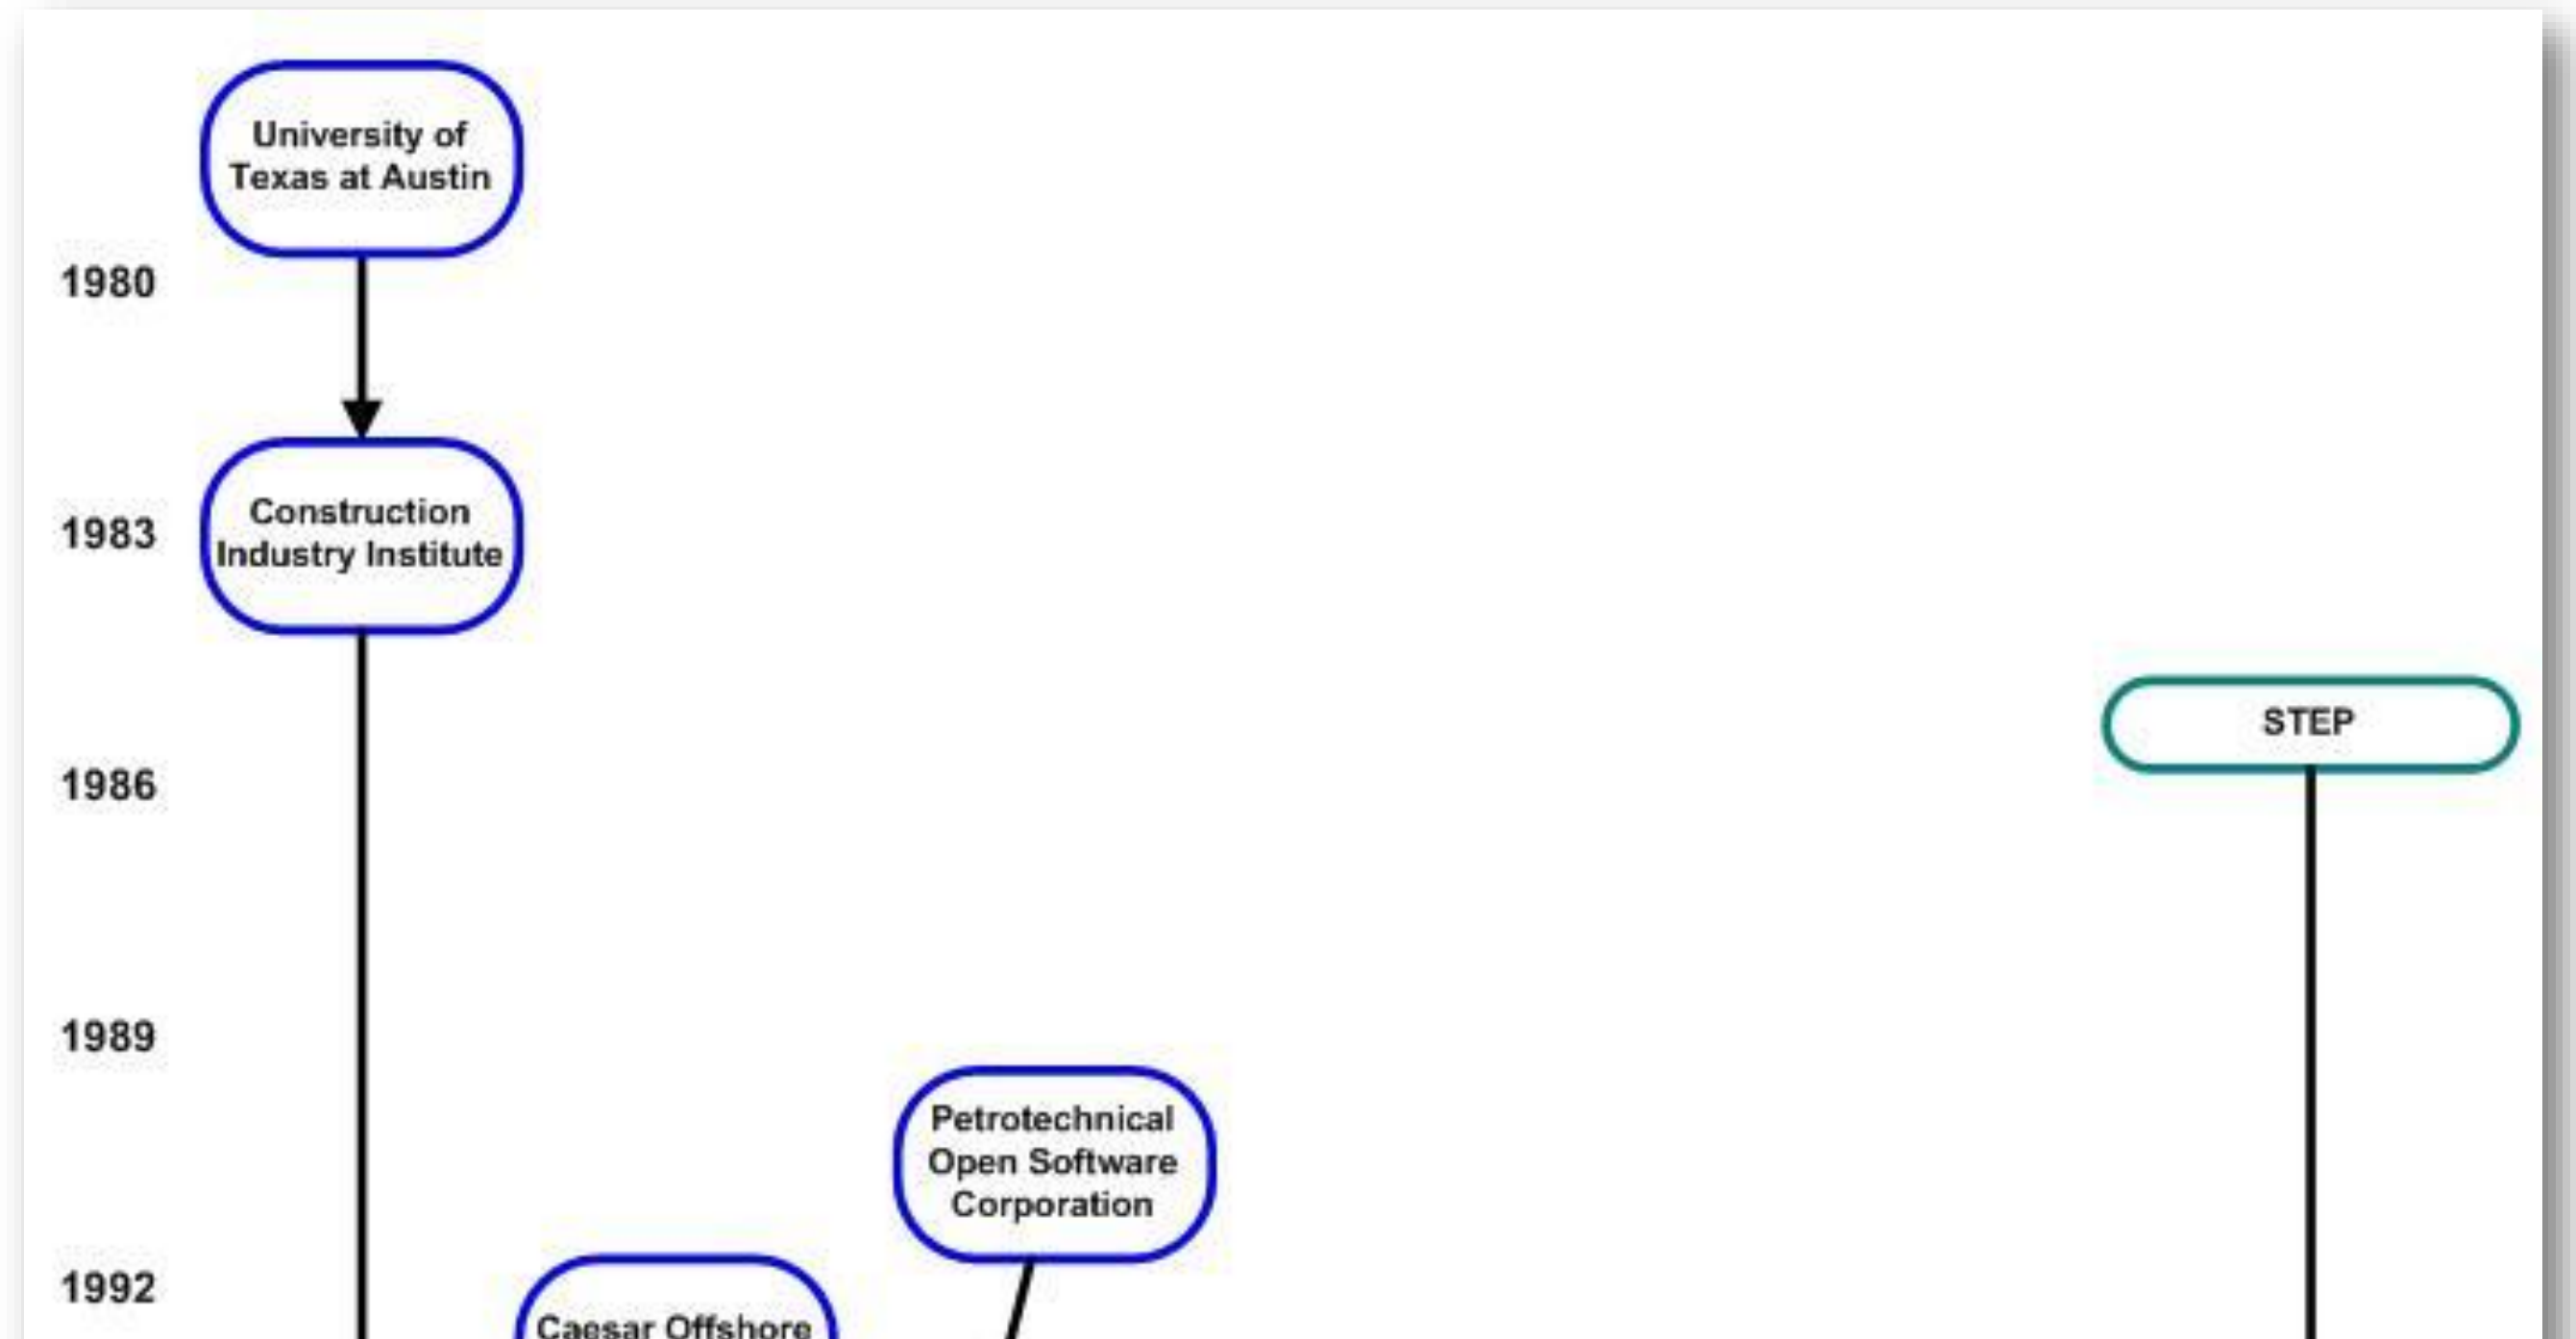 University of
Texas at Austin
1980
Construction
Industry Institute
1983
STEP
1986
1989
Petrotechnical
Open Software
Corporation
1992
Caesar Offshore